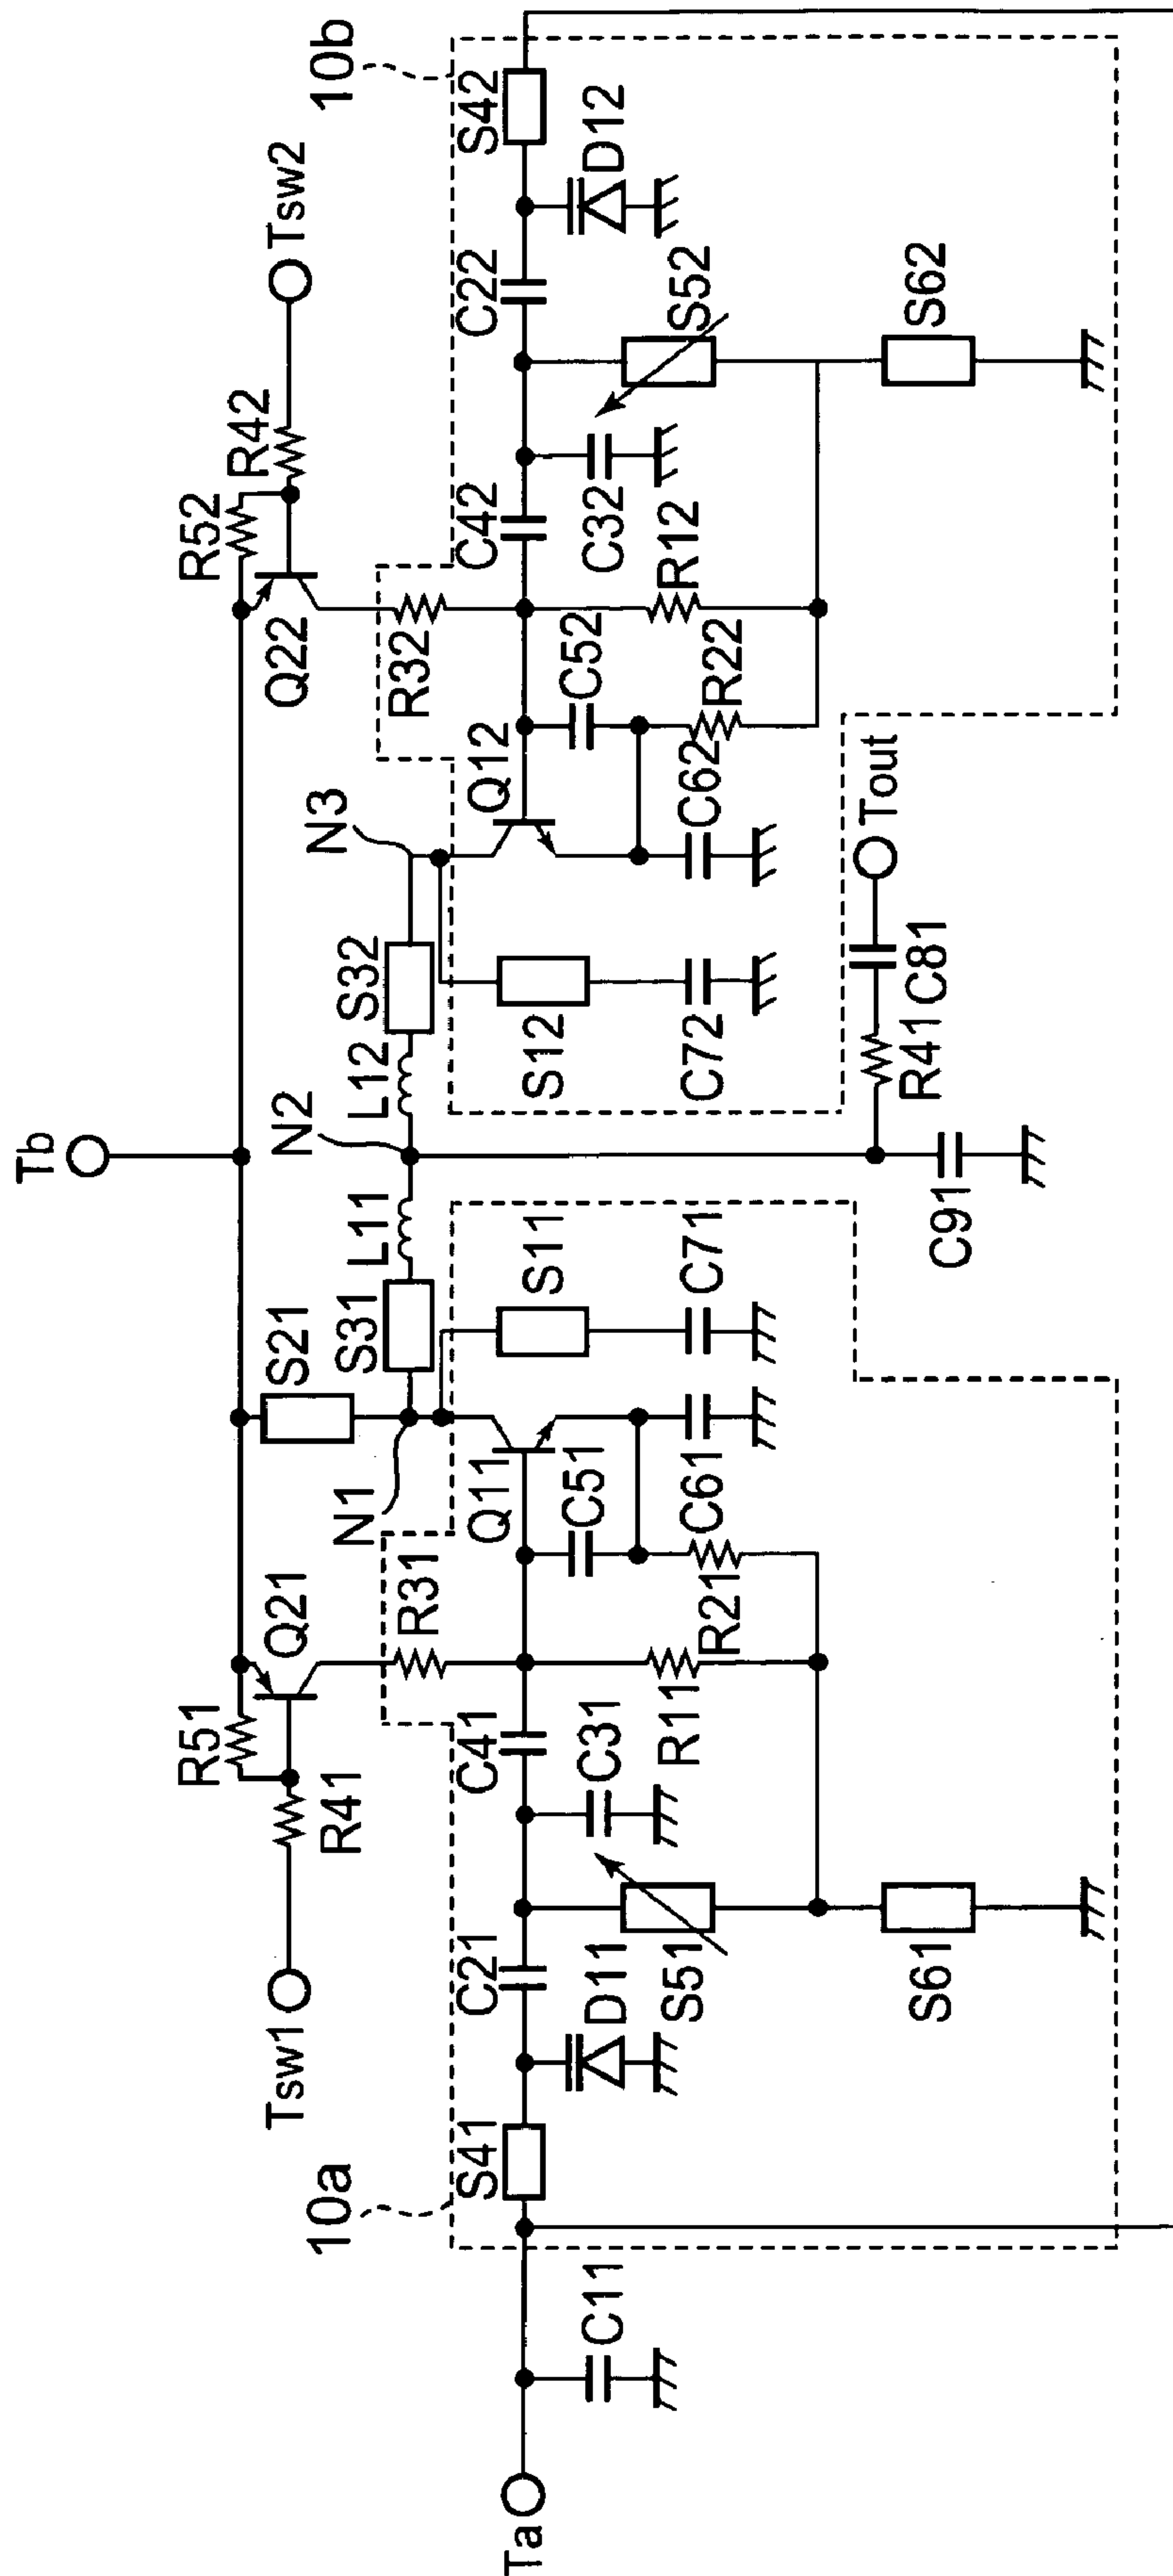 Tb
Tsw1
Tsw2
R51
R52
R41
R42
Q21
Q22
10a
10b
N1
N2
N3
S21
S31
L11
L12
S32
R31
R32
Ta
C11
S41
D11
C21
S51
S61
C31
C41
R11
R21
C51
Q11
C61
S11
C71
C91
R41
C81
Tout
S12
C72
Q12
C62
C52
R22
R12
C42
C32
C22
S52
S62
D12
S42